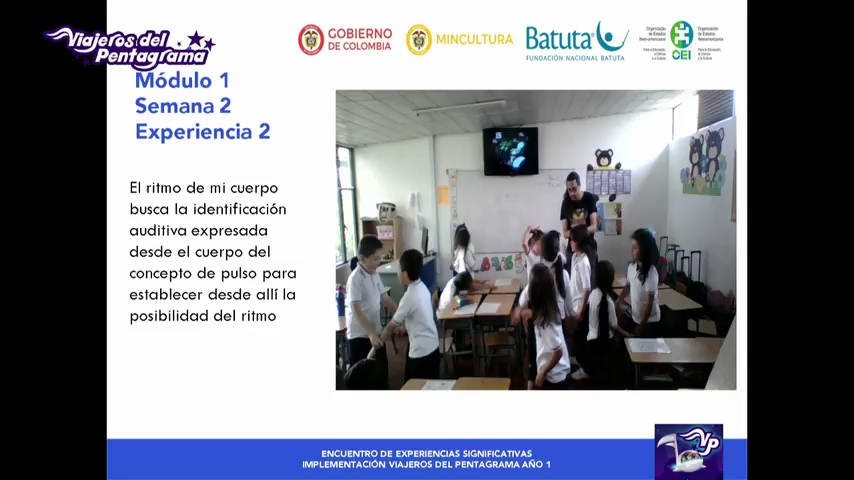 Viajeros del
Pentagrama
GOBIERNO
DE COLOMBIA
MINCULTURA
Batuta
FUNDACIÓN NACIONAL BATUTA
OEI
Módulo 1
Semana 2
Experiencia 2
El ritmo de mi cuerpo
busca la identificación
auditiva expresada
desde el cuerpo del
concepto de pulso para
establecer desde allí la
posibilidad del ritmo
ENCUENTRO DE EXPERIENCIAS SIGNIFICATIVAS
IMPLEMENTACIÓN VIAJEROS DEL PENTAGRAMA AÑO 1
VP